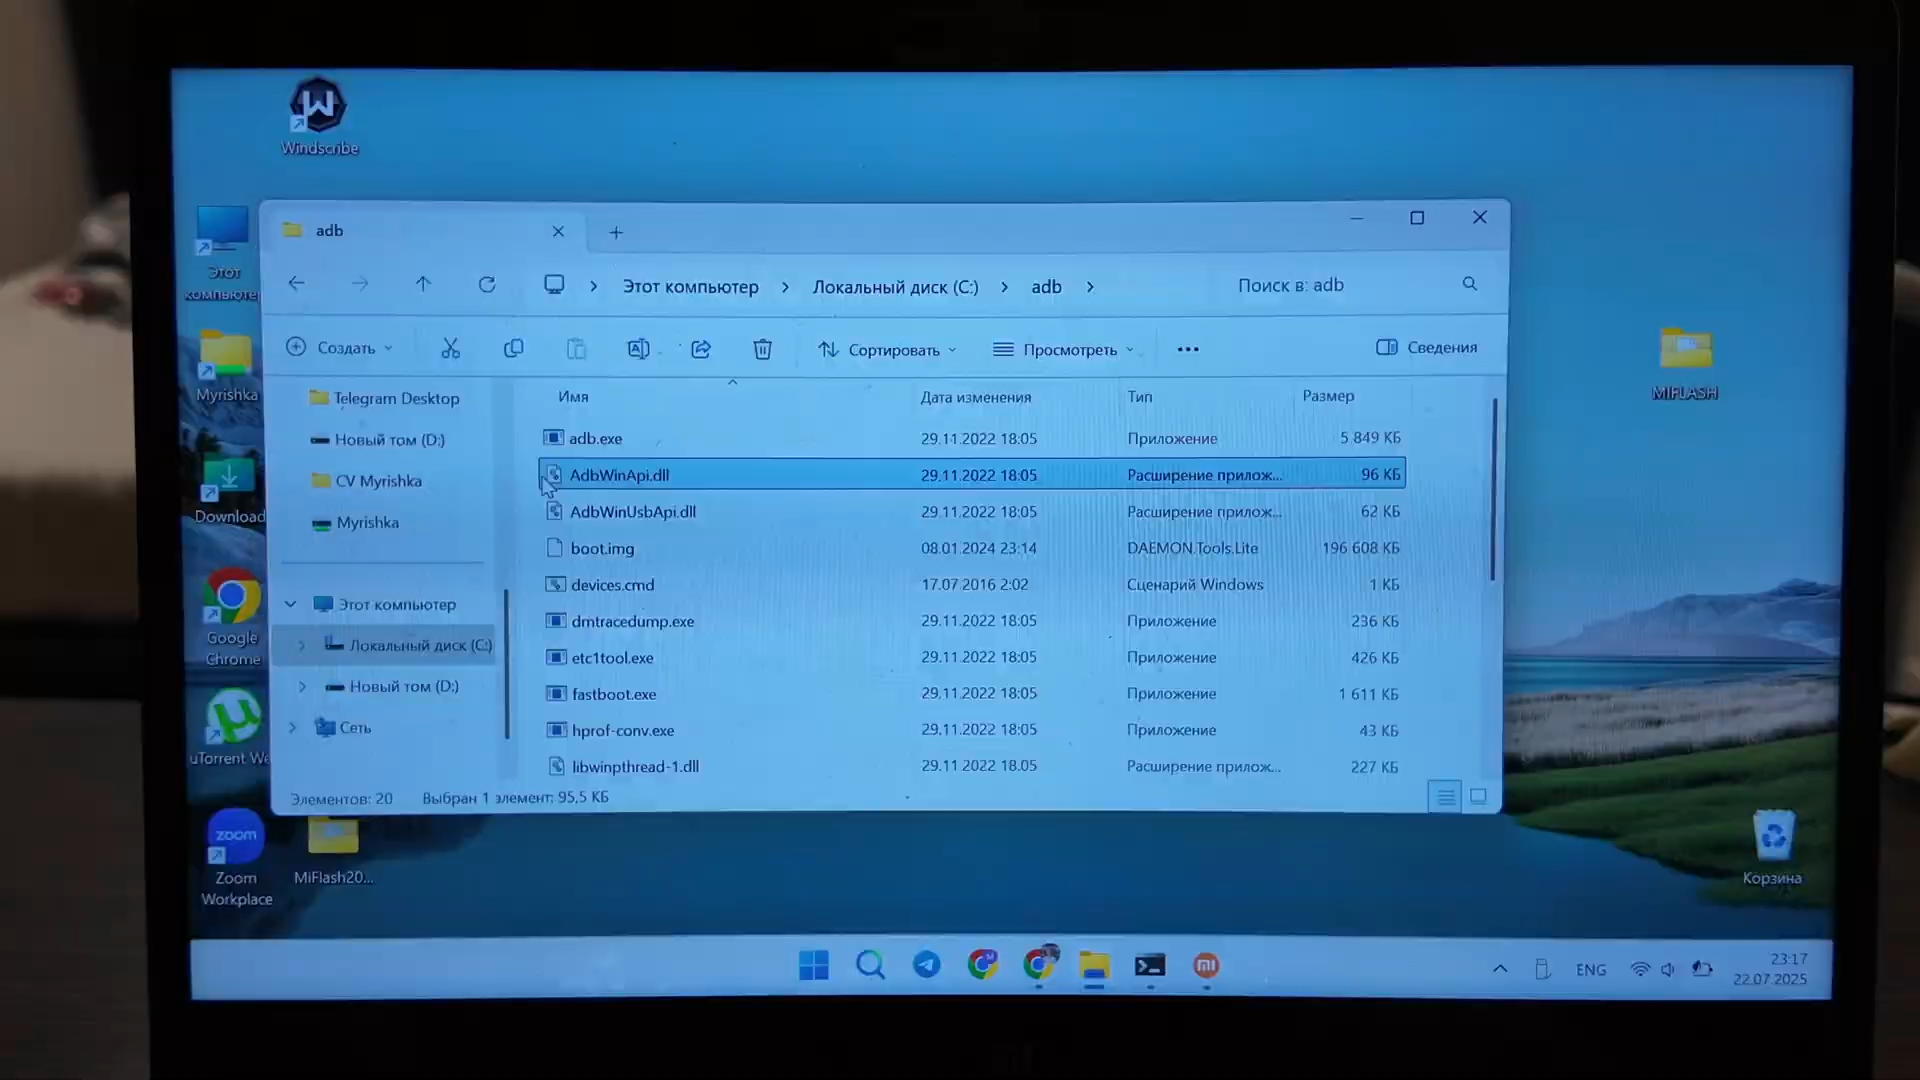 Windscribe
adb
Этот компьютер
Локальный диск (C:)
adb
Поиск в: adb
Создать
Сортировать
Просмотреть
Сведения
Telegram Desktop
Новый том (D:)
CV Myrishka
Myrishka
Этот компьютер
Локальный диск (C:)
Новый том (D:)
Сеть
Имя
Дата изменения
Тип
Размер
adb.exe 29.11.2022 18:05 Приложение 5 849 КБ
AdbWinApi.dll 29.11.2022 18:05 Расширение прилож... 96 КБ
AdbWinUsbApi.dll 29.11.2022 18:05 Расширение прилож... 62 КБ
boot.img 08.01.2024 23:14 DAEMON.Tools.Lite 196 608 КБ
devices.cmd 17.07.2016 2:02 Сценарий Windows 1 КБ
dmtracedump.exe 29.11.2022 18:05 Приложение 236 КБ
etc1tool.exe 29.11.2022 18:05 Приложение 426 КБ
fastboot.exe 29.11.2022 18:05 Приложение 1 611 КБ
hprof-conv.exe 29.11.2022 18:05 Приложение 43 КБ
libwinpthread-1.dll 29.11.2022 18:05 Расширение прилож... 227 КБ
Элементов: 20
Выбран 1 элемент: 95,5 КБ
Этот
компьюте
Myrishka
Download
Google
Chrome
uTorrent We
zoom
Zoom
Workplace
MiFlash20...
MIFLASH
Корзина
mi
ENG
23:17
22.07.2025